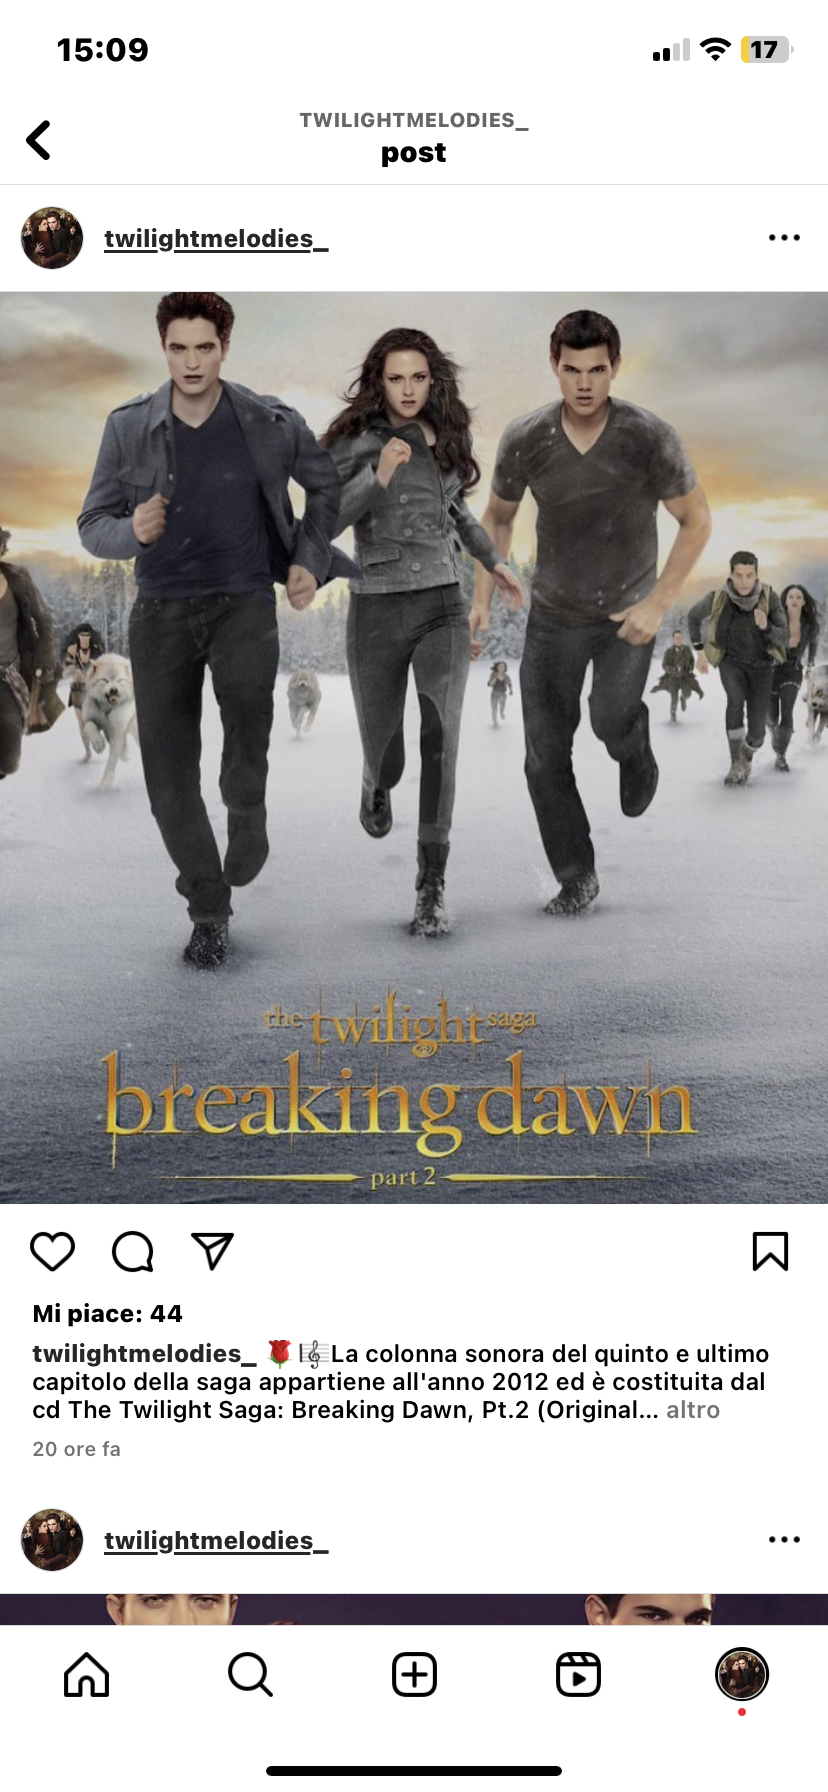 15:09
17
TWILIGHTMELODIES_
post
twilightmelodies_
the twilight saga
breaking dawn
part 2
Mi piace: 44
twilightmelodies_ 🌹🎼La colonna sonora del quinto e ultimo
capitolo della saga appartiene all'anno 2012 ed è costituita dal
cd The Twilight Saga: Breaking Dawn, Pt.2 (Original... altro
20 ore fa
twilightmelodies_